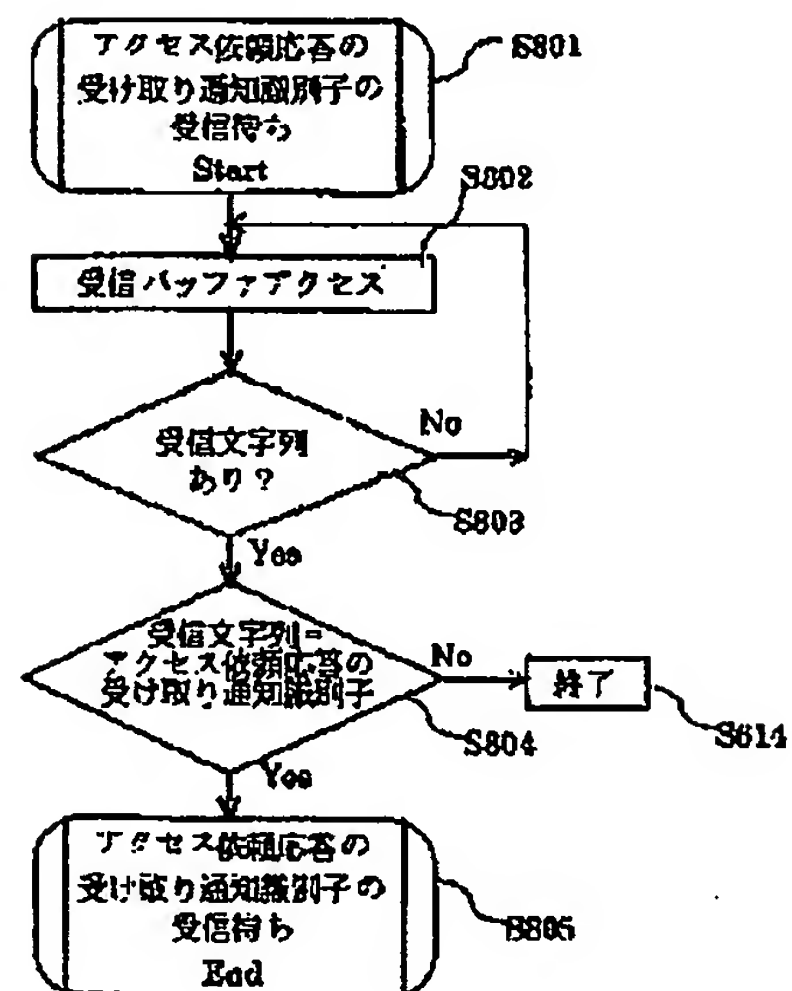 アクセス依頼応答の
受け取り通知識別子の
受信待ち
Start
S801
S802
受信バッファアクセス
受信文字列
あり?
No
S803
Yes
受信文字列=
アクセス依頼応答の
受け取り通知識別子
No
終了
S804
S614
Yes
アクセス依頼応答の
受け取り通知識別子の
受信待ち
End
S805